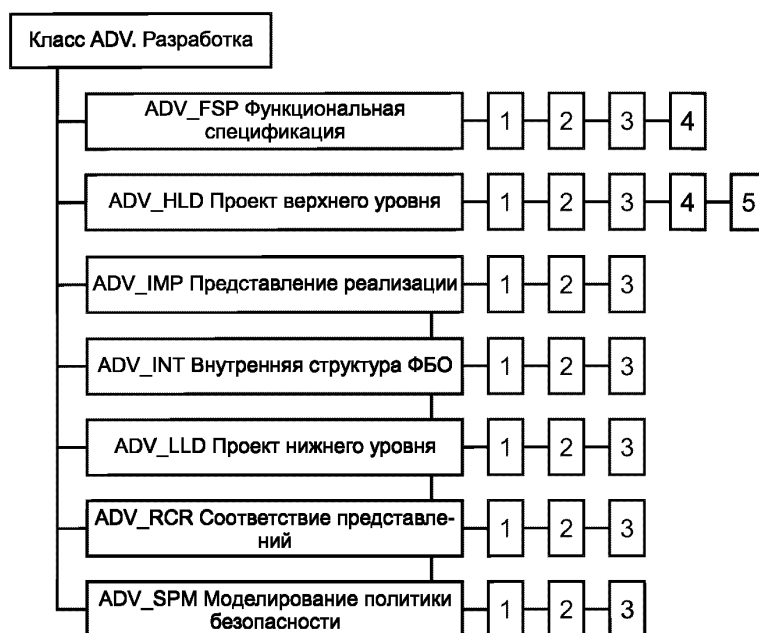 Класс ADV. Разработка
ADV_FSP Функциональная
спецификация
1 2 3 4
ADV_HLD Проект верхнего уровня
1 2 3 4 5
ADV_IMP Представление реализации
1 2 3
ADV_INT Внутренняя структура ФБО
1 2 3
ADV_LLD Проект нижнего уровня
1 2 3
ADV_RCR Соответствие представле-
ний
1 2 3
ADV_SPM Моделирование политики
безопасности
1 2 3